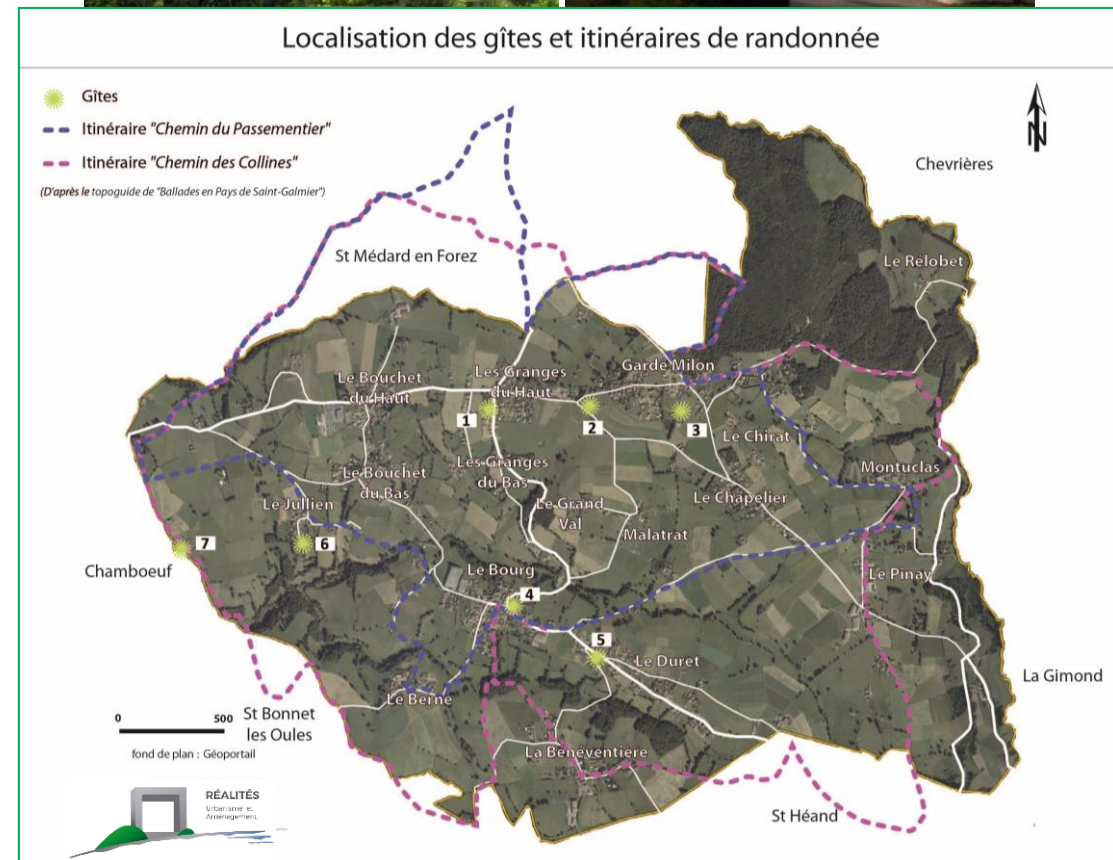 Localisation des gîtes et itinéraires de randonnée
Gîtes
Itinéraire "Chemin du Passementier"
Itinéraire "Chemin des Collines"
(D'après le topoguide de "Ballades en Pays de Saint-Galmier")
N
Chevrières
St Médard en Forez
Le Relobet
Garde Milon
Les Granges
du Haut
Le Bouchet
du Haut
1
2
3
Le Chirat
Les Granges
du Bas
Montuclas
Le Bouchet
du Bas
Le Chapelier
Le Jullien
Le Grand
Val
Malatrat
7
6
Chamboeuf
Le Bourg
Le Pinay
4
5
Le Duret
La Gimond
Le Berne
0
500
St Bonnet
les Oules
fond de plan : Géoportail
La Bénéventière
RÉALITÉS
Urbanisme et
Aménagement
St Héand